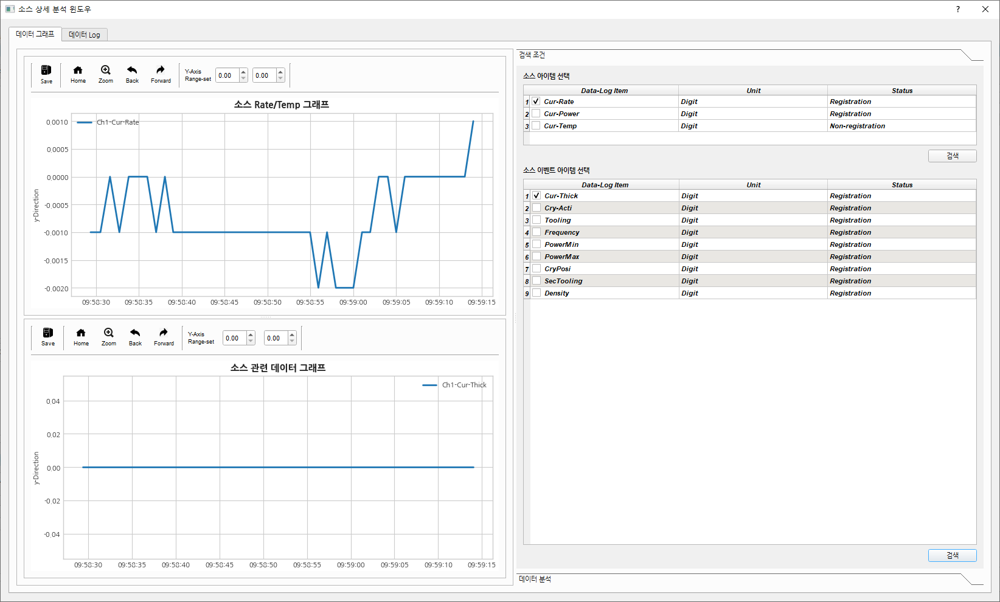 소스 상세 분석 윈도우
?
데이터 그래프
데이터 Log
Save
Home
Zoom
Back
Forward
Y-Axis
Range-set
0.00
0.00
소스 Rate/Temp 그래프
Ch1-Cur-Rate
0.0010
0.0005
0.0000
-0.0005
-0.0010
-0.0015
-0.0020
y-Direction
09:58:30 09:58:35 09:58:40 09:58:45 09:58:50 09:58:55 09:59:00 09:59:05 09:59:10 09:59:15
Save
Home
Zoom
Back
Forward
Y-Axis
Range-set
0.00
0.00
소스 관련 데이터 그래프
Ch1-Cur-Thick
0.04
0.02
0.00
-0.02
-0.04
y-Direction
09:58:30 09:58:35 09:58:40 09:58:45 09:58:50 09:58:55 09:59:00 09:59:05 09:59:10 09:59:15
검색 조건
소스 아이템 선택
Data-Log Item Unit Status
1 Cur-Rate Digit Registration
2 Cur-Power Digit Registration
3 Cur-Temp Digit Non-registration
검색
소스 이벤트 아이템 선택
Data-Log Item Unit Status
1 Cur-Thick Digit Registration
2 Cry-Acti Digit Registration
3 Tooling Digit Registration
4 Frequency Digit Registration
5 PowerMin Digit Registration
6 PowerMax Digit Registration
7 CryPosi Digit Registration
8 SecTooling Digit Registration
9 Density Digit Registration
검색
데이터 분석